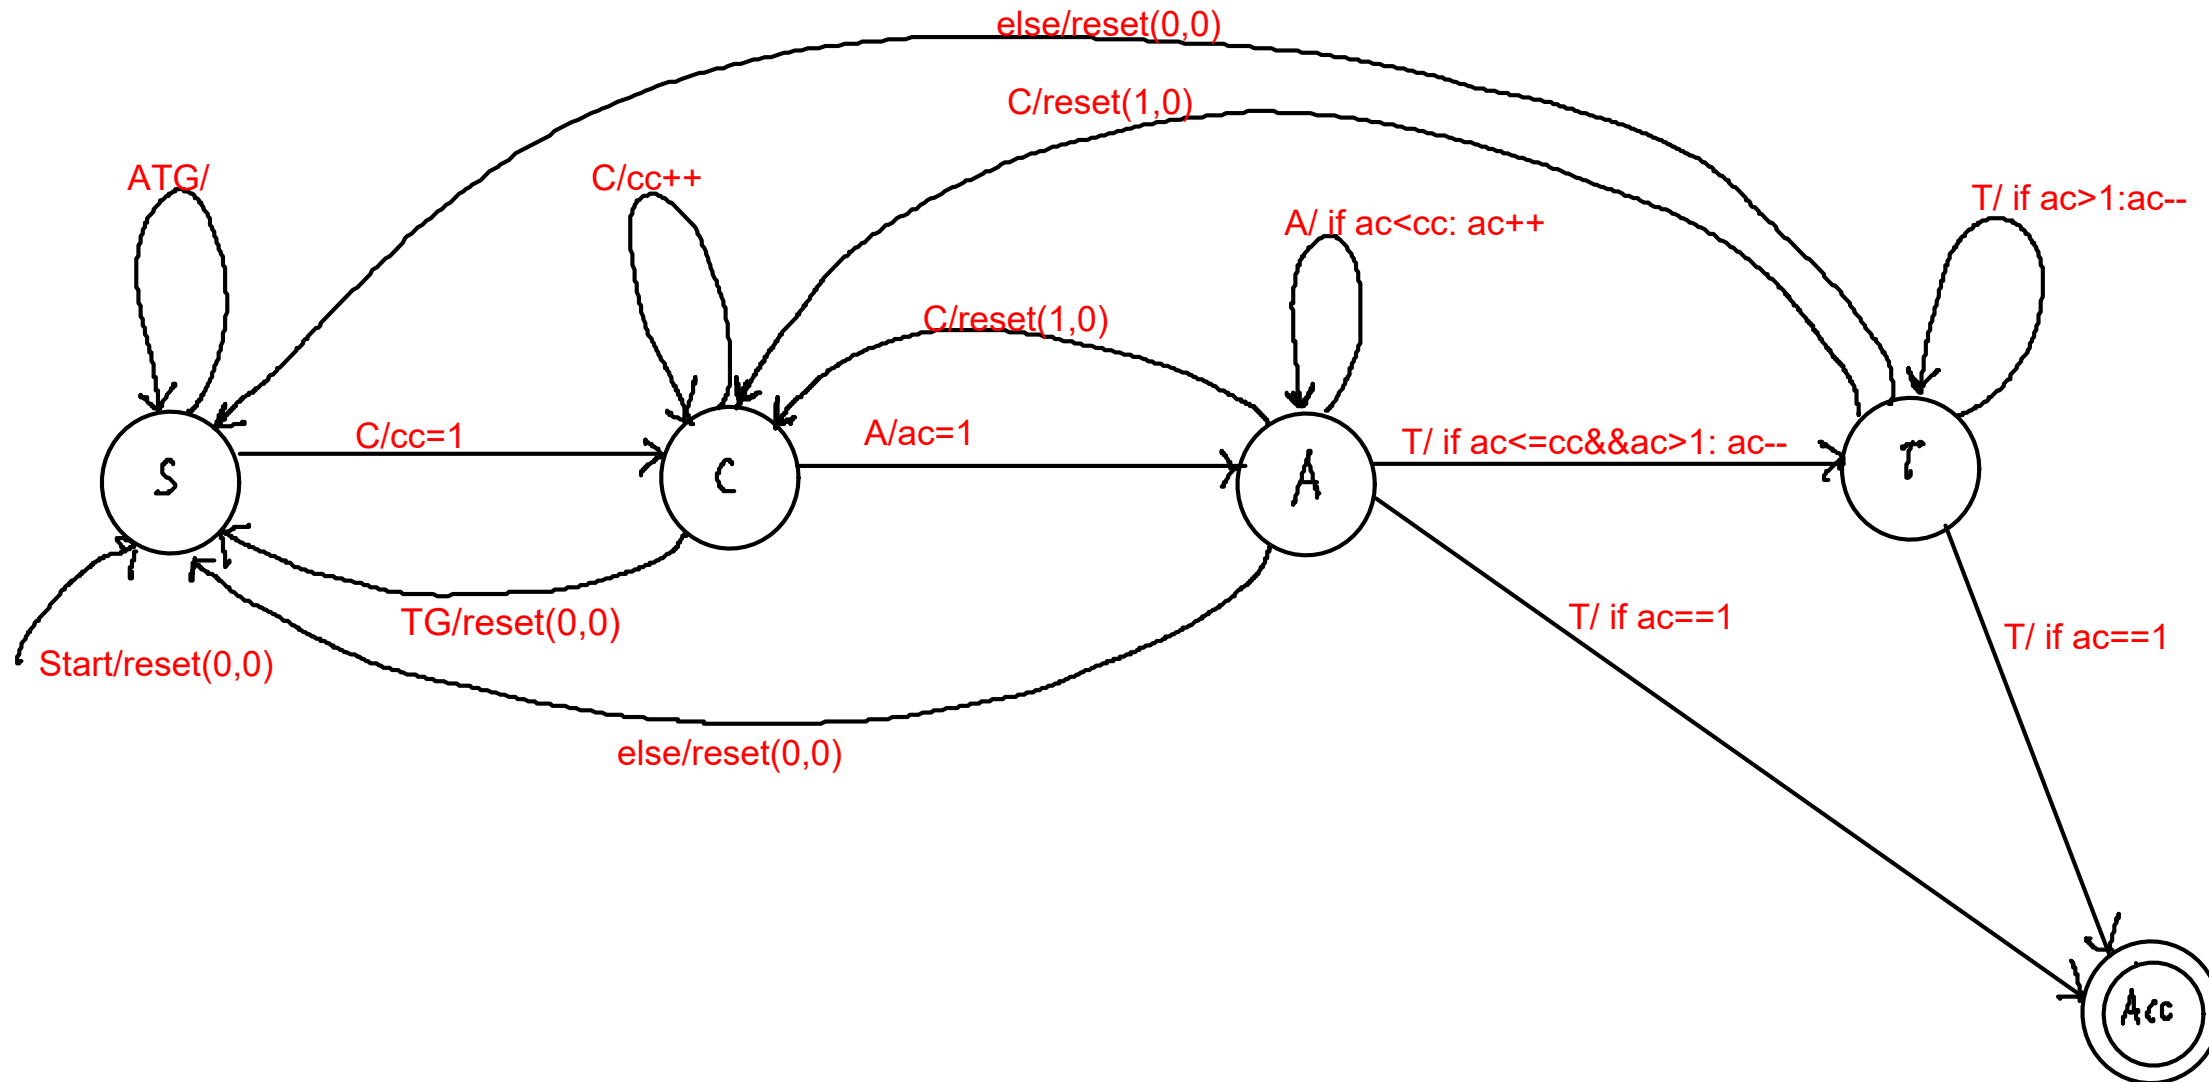 else/reset(0,0)
C/reset(1,0)
ATG/
C/cc++
T/ if ac>1:ac--
A/ if ac<cc: ac++
C/reset(1,0)
C/cc=1
A/ac=1
T/ if ac<=cc&&ac>1: ac--
S
C
A
T
TG/reset(0,0)
T/ if ac==1
T/ if ac==1
Start/reset(0,0)
else/reset(0,0)
Acc